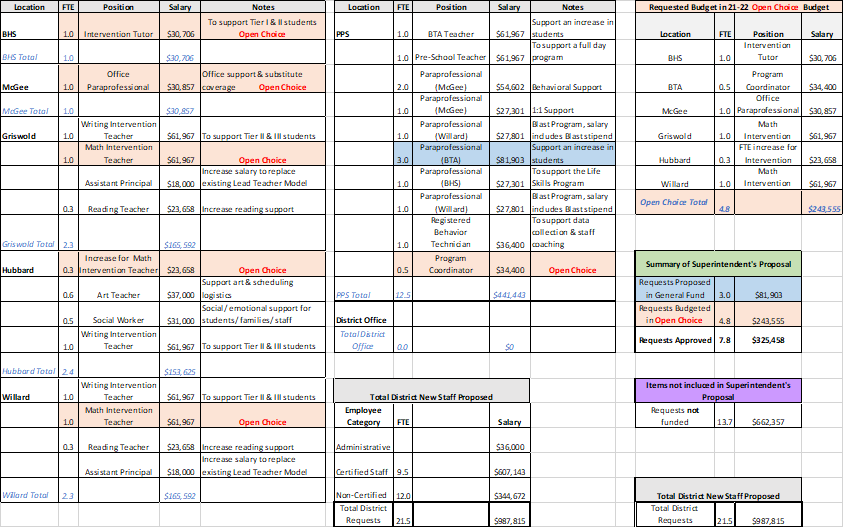 Location FTE Position Salary Notes
BHS 1.0 Intervention Tutor $30,706 To support Tier I & II students Open Choice
BHS Total 1.0 $30,706
McGee 1.0 Office Paraprofessional $30,857 Office support & substitute coverage Open Choice
McGee Total 1.0 $30,857
Griswold 1.0 Writing Intervention Teacher $61,967 To support Tier II & III students
1.0 Math Intervention Teacher $61,967 Open Choice
Assistant Principal $18,000 Increase salary to replace existing Lead Teacher Model
0.3 Reading Teacher $23,658 Increase reading support
Griswold Total 2.3 $165,592
Hubbard 0.3 Increase for Math Intervention Teacher $23,658 Open Choice
0.6 Art Teacher $37,000 Support art & scheduling logistics
0.5 Social Worker $31,000 Social/ emotional support for students/ families/ staff
1.0 Writing Intervention Teacher $61,967 To support Tier II & III students
Hubbard Total 2.4 $153,625
Willard 1.0 Writing Intervention Teacher $61,967 To support Tier II & III students
1.0 Math Intervention Teacher $61,967 Open Choice
0.3 Reading Teacher $23,658 Increase reading support
Assistant Principal $18,000 Increase salary to replace existing Lead Teacher Model
Willard Total 2.3 $165,592
Location FTE Position Salary Notes
PPS 1.0 BTA Teacher $61,967 Support an increase in students
1.0 Pre-School Teacher $61,967 To support a full day program
2.0 Paraprofessional (McGee) $54,602 Behavioral Support
1.0 Paraprofessional (McGee) $27,301 1:1 Support
1.0 Paraprofessional (Willard) $27,801 Blast Program, salary includes Blast stipend
3.0 Paraprofessional (BTA) $81,903 Support an increase in students
1.0 Paraprofessional (BHS) $27,301 To support the Life Skills Program
1.0 Paraprofessional (Willard) $27,801 Blast Program, salary includes Blast stipend
1.0 Registered Behavior Technician $36,400 To support data collection & staff coaching
0.5 Program Coordinator $34,400 Open Choice
PPS Total 12.5 $441,443
District Office
Total District Office 0.0 $0
Total District New Staff Proposed
Employee Category FTE Salary
Administrative $36,000
Certified Staff 9.5 $607,143
Non-Certified 12.0 $344,672
Total District Requests 21.5 $987,815
Requested Budget in 21-22 Open Choice Budget
Location FTE Position Salary
BHS 1.0 Intervention Tutor $30,706
BTA 0.5 Program Coordinator $34,400
McGee 1.0 Office Paraprofessional $30,857
Griswold 1.0 Math Intervention $61,967
Hubbard 0.3 FTE increase for Intervention $23,658
Willard 1.0 Math Intervention $61,967
Open Choice Total 4.8 $243,555
Summary of Superintendent's Proposal
Requests Proposed in General Fund 3.0 $81,903
Requests Budgeted in Open Choice 4.8 $243,555
Requests Approved 7.8 $325,458
Items not included in Superintendent's Proposal
Requests not funded 13.7 $662,357
Total District New Staff Proposed
Total District Requests 21.5 $987,815